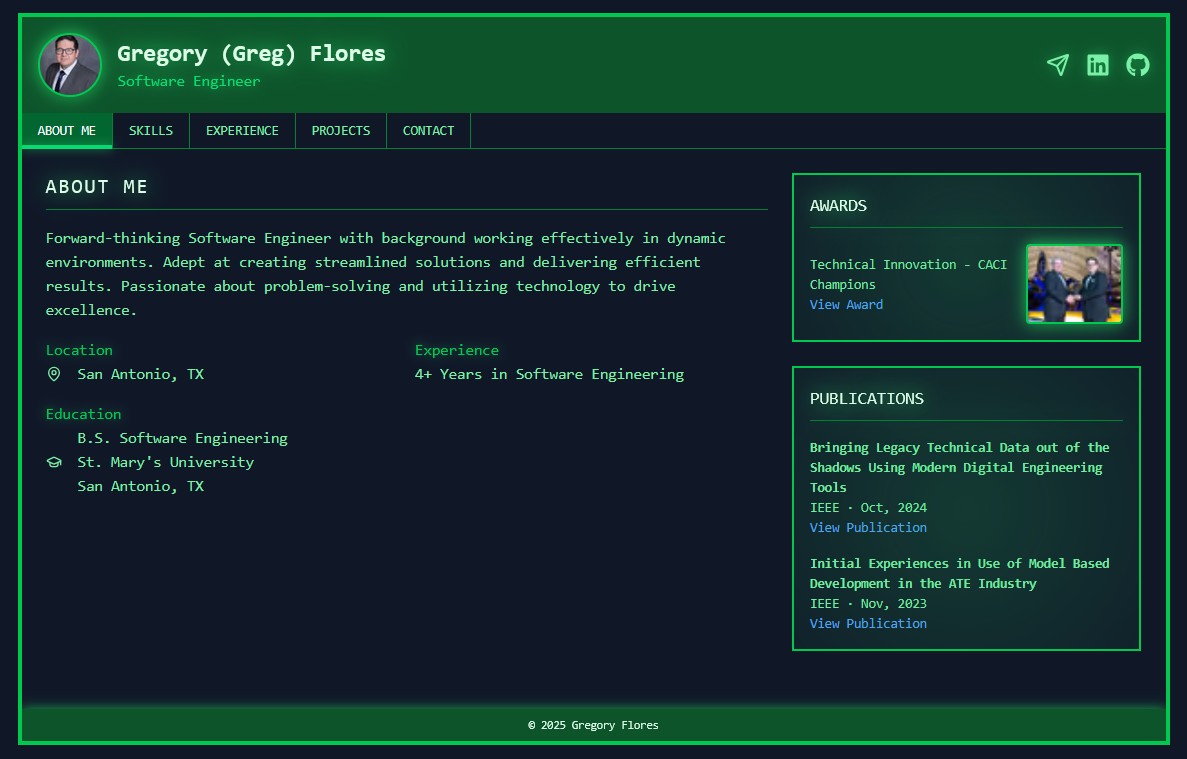 Gregory (Greg) Flores
Software Engineer
ABOUT ME
SKILLS
EXPERIENCE
PROJECTS
CONTACT
ABOUT ME
Forward-thinking Software Engineer with background working effectively in dynamic
environments. Adept at creating streamlined solutions and delivering efficient
results. Passionate about problem-solving and utilizing technology to drive
excellence.
Location
San Antonio, TX
Experience
4+ Years in Software Engineering
Education
B.S. Software Engineering
St. Mary's University
San Antonio, TX
AWARDS
Technical Innovation - CACI
Champions
View Award
PUBLICATIONS
Bringing Legacy Technical Data out of the
Shadows Using Modern Digital Engineering
Tools
IEEE · Oct, 2024
View Publication
Initial Experiences in Use of Model Based
Development in the ATE Industry
IEEE · Nov, 2023
View Publication
© 2025 Gregory Flores